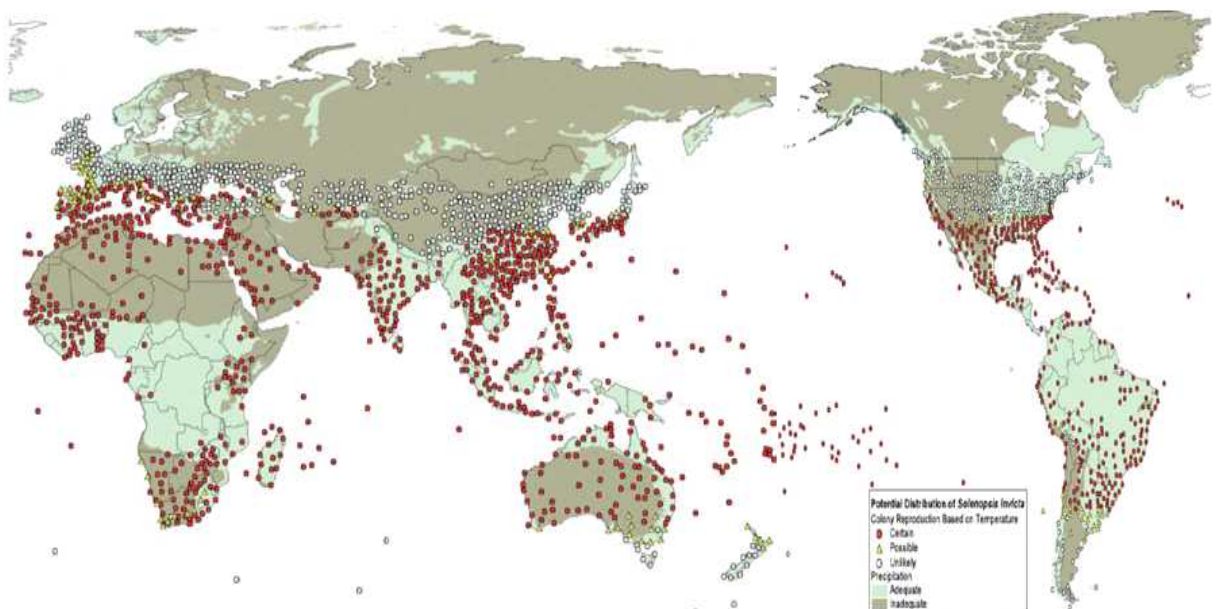 Potential Distribution of Solenopsis Invicta
Colony Reproduction Based on Temperature
Certain
Possible
Unlikely
Precipitation
Adequate
Inadequate